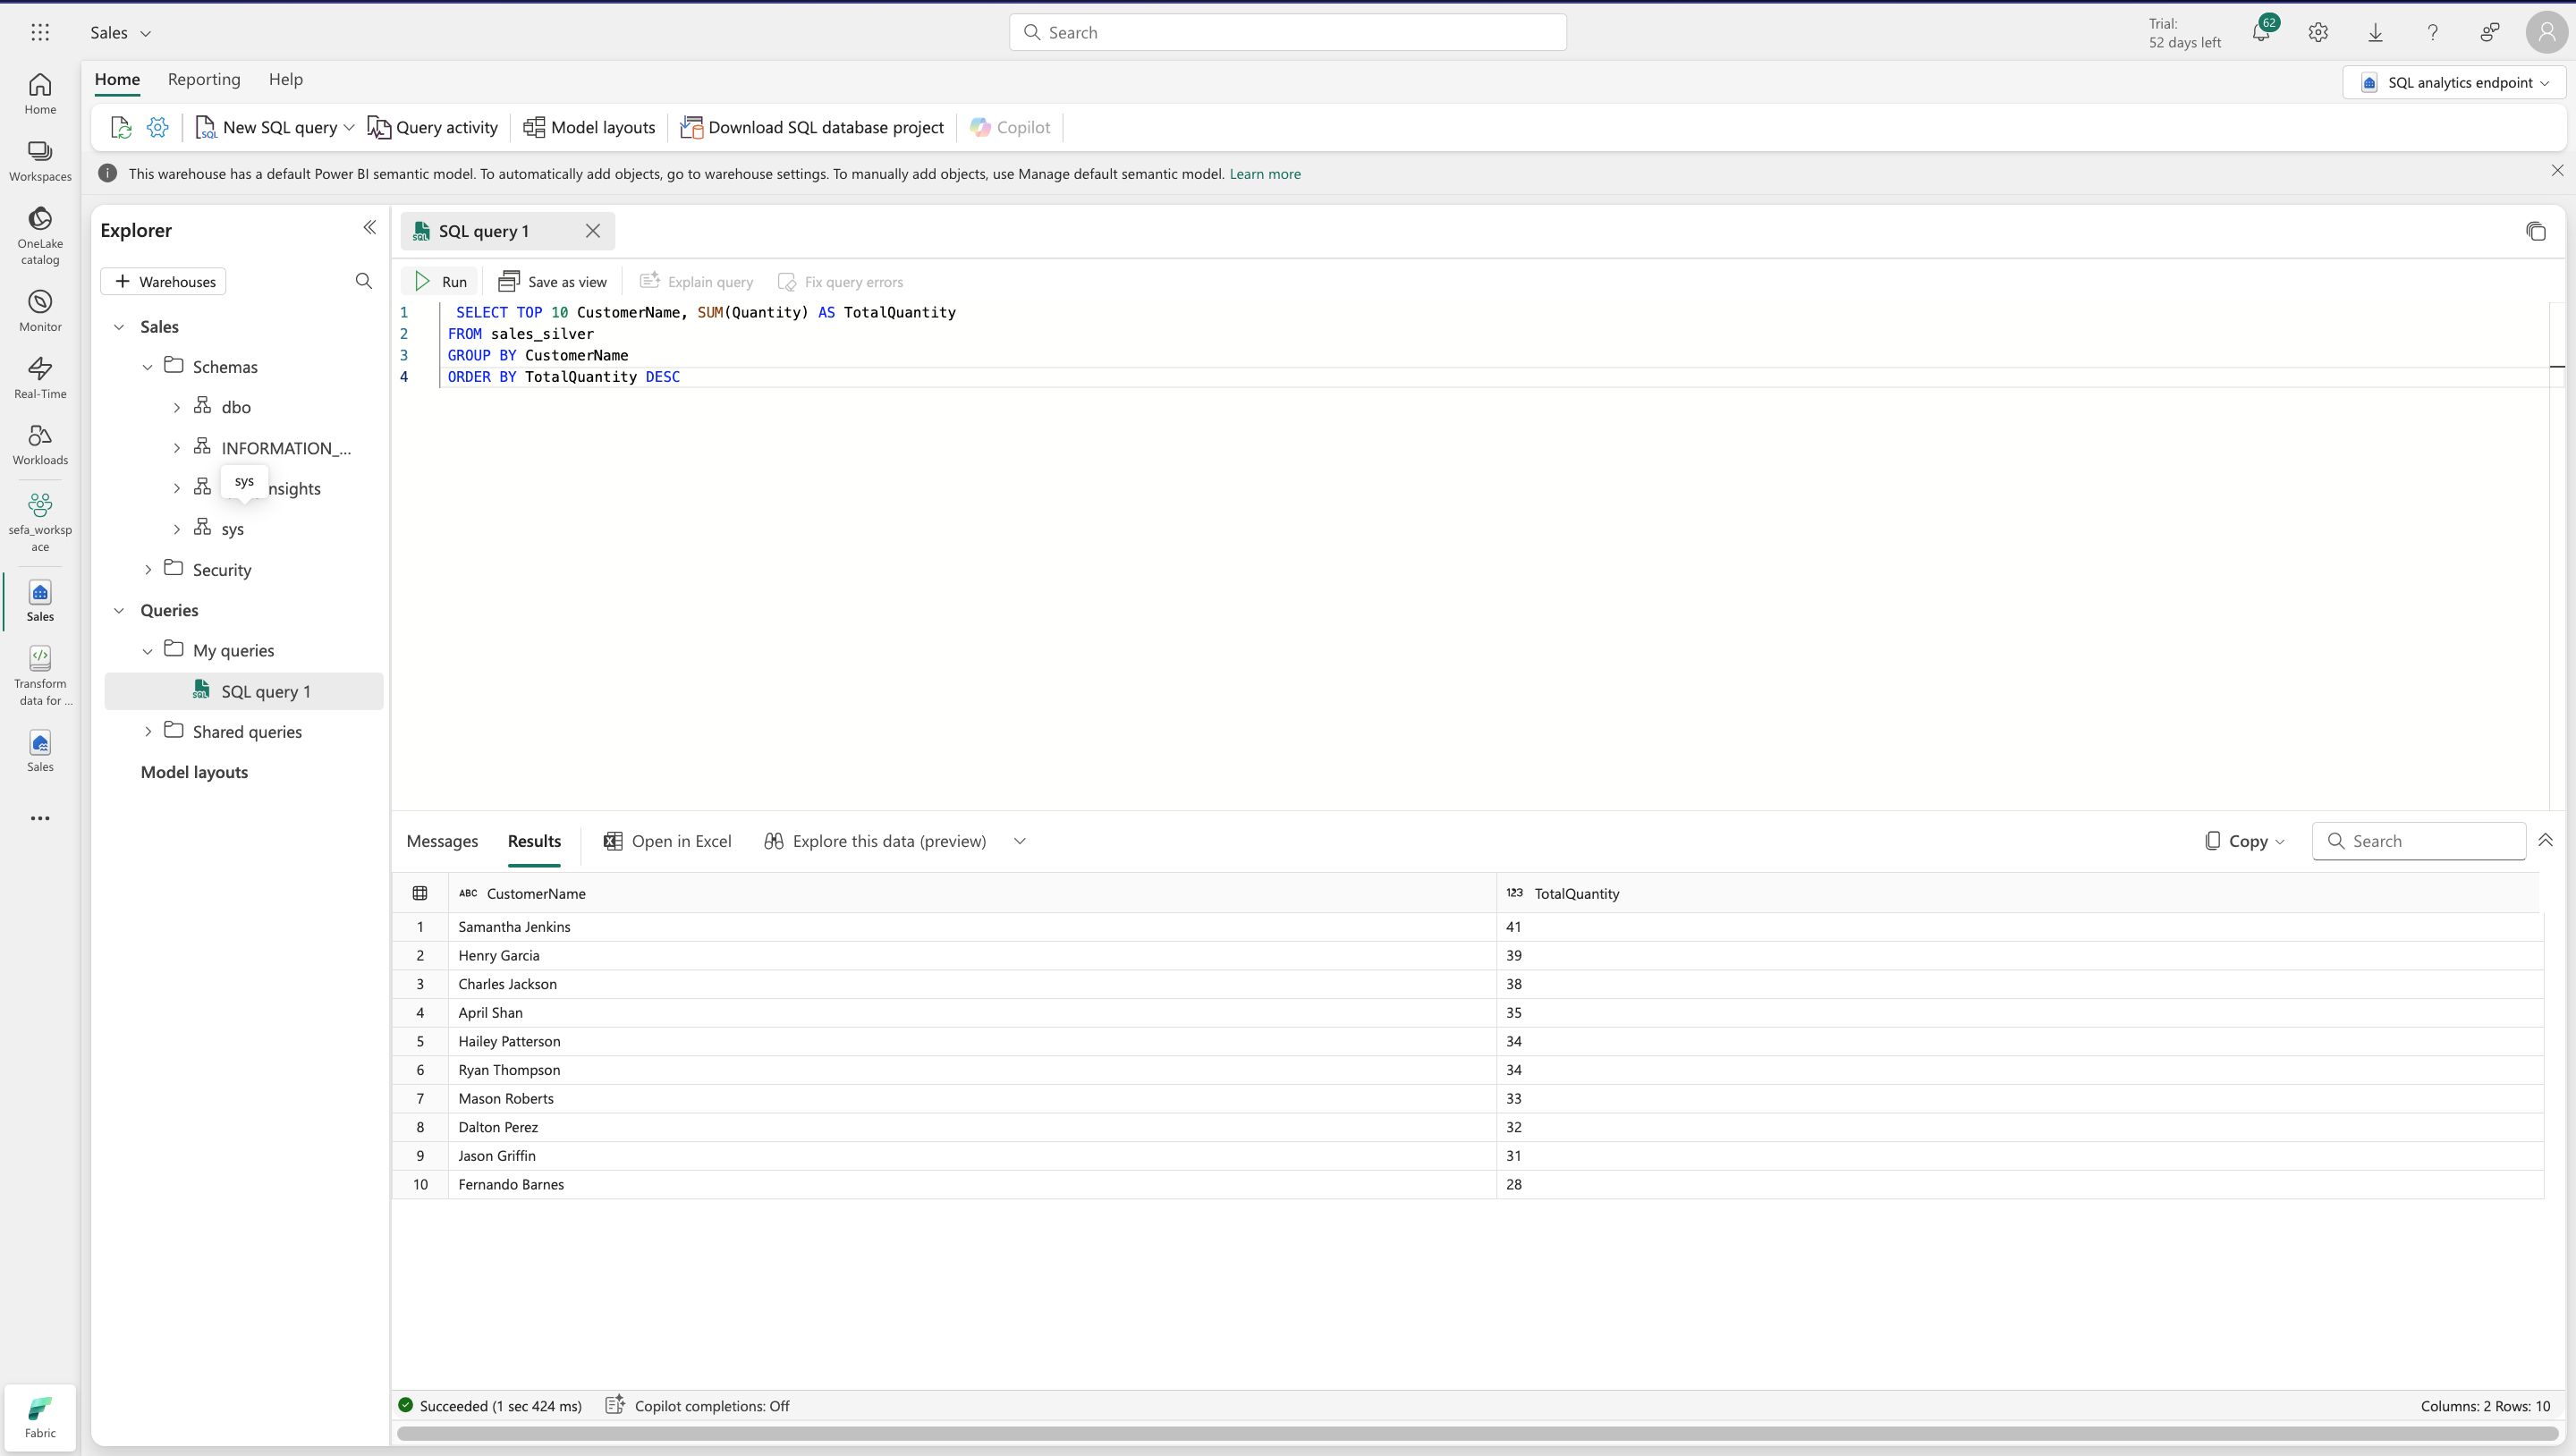 Sales
Search
Trial:
52 days left
62
Home
Workspaces
OneLake
catalog
Monitor
Real-Time
Workloads
sefa_worksp
ace
Sales
Transform
data for ...
Sales
Fabric
Home Reporting Help
SQL analytics endpoint
New SQL query Query activity Model layouts Download SQL database project Copilot
This warehouse has a default Power BI semantic model. To automatically add objects, go to warehouse settings. To manually add objects, use Manage default semantic model. Learn more
Explorer
Warehouses
Sales
Schemas
dbo
INFORMATION_...
sys
nsights
sys
Security
Queries
My queries
SQL query 1
Shared queries
Model layouts
SQL query 1
Run Save as view Explain query Fix query errors
1 SELECT TOP 10 CustomerName, SUM(Quantity) AS TotalQuantity
2 FROM sales_silver
3 GROUP BY CustomerName
4 ORDER BY TotalQuantity DESC
Messages Results Open in Excel Explore this data (preview) Copy Search
ABC CustomerName 123 TotalQuantity
1 Samantha Jenkins 41
2 Henry Garcia 39
3 Charles Jackson 38
4 April Shan 35
5 Hailey Patterson 34
6 Ryan Thompson 34
7 Mason Roberts 33
8 Dalton Perez 32
9 Jason Griffin 31
10 Fernando Barnes 28
Succeeded (1 sec 424 ms) Copilot completions: Off Columns: 2 Rows: 10